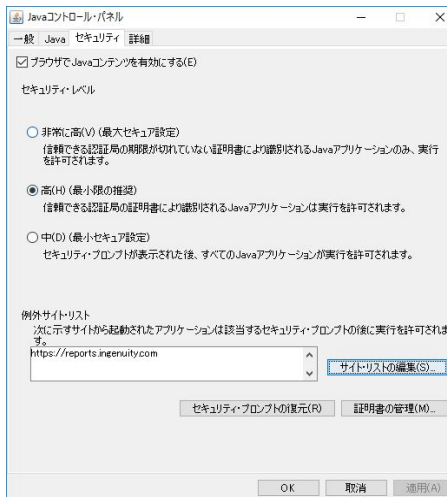 Javaコントロール・パネル
一般 Java セキュリティ 詳細
ブラウザでJavaコンテンツを有効にする(E)
セキュリティ・レベル
非常に高(V) (最大セキュア設定)
信頼できる認証局の期限が切れていない証明書により識別されるJavaアプリケーションのみ、実行
を許可されます。
高(H) (最小限の推奨)
信頼できる認証局の証明書により識別されるJavaアプリケーションは実行を許可されます。
中(D) (最小セキュア設定)
セキュリティ・プロンプトが表示された後、すべてのJavaアプリケーションが実行を許可されます。
例外サイト・リスト
次に示すサイトから起動されたアプリケーションは該当するセキュリティ・プロンプトの後に実行を許可されま
す。
https://reports.ingenuity.com
サイト・リストの編集(S)...
セキュリティ・プロンプトの復元(R) 証明書の管理(M)...
OK 取消 適用(A)